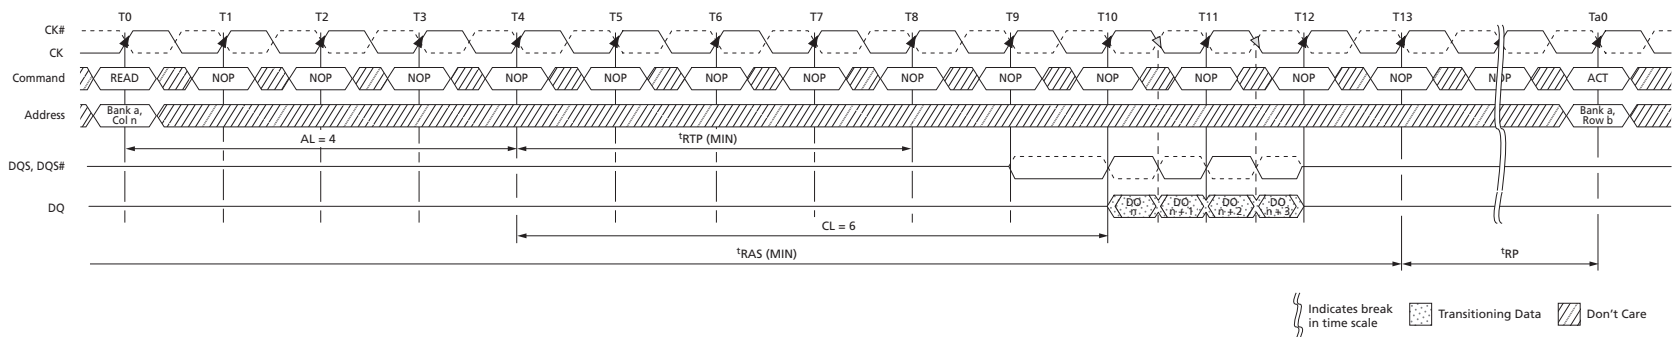 T0 T1 T2 T3 T4 T5 T6 T7 T8 T9 T10 T11 T12 T13 Ta0
CK#
CK
Command READ NOP NOP NOP NOP NOP NOP NOP NOP NOP NOP NOP NOP NOP NOP ACT
Address Bank a, Col n Bank a, Row b
AL = 4 tRTP (MIN)
DQS, DQS#
DQ DO n DO n + 1 DO n + 2 DO n + 3
CL = 6
tRAS (MIN) tRP
Indicates break
in time scale
Transitioning Data
Don't Care